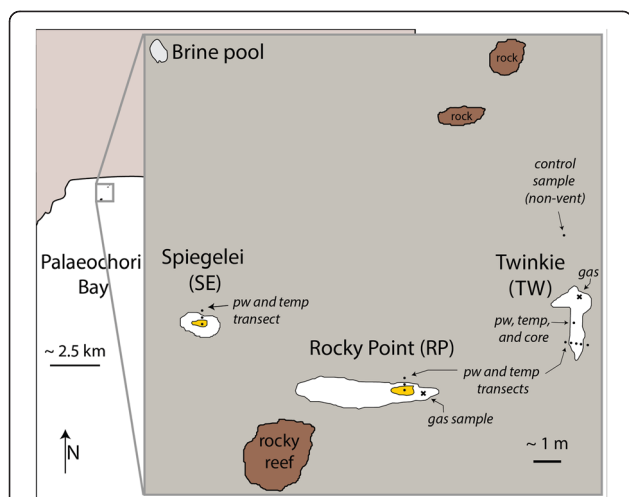 Brine pool
rock
rock
control
sample
(non-vent)
Palaeochori
Bay
Spiegelei
(SE)
Twinkie
(TW)
gas
pw and temp
transect
pw, temp,
and core
~ 2.5 km
Rocky Point (RP)
pw and temp
transects
gas sample
rocky
reef
~ 1 m
N